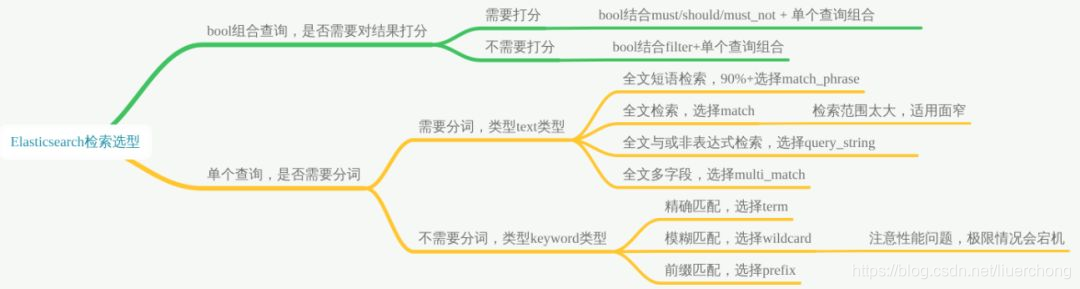 Elasticsearch检索选型
bool组合查询，是否需要对结果打分
需要打分
bool结合must/should/must_not + 单个查询组合
不需要打分
bool结合filter+单个查询组合
单个查询，是否需要分词
需要分词，类型text类型
全文短语检索，90%+选择match_phrase
全文检索，选择match
检索范围太大，适用面窄
全文与或非表达式检索，选择query_string
全文多字段，选择multi_match
不需要分词，类型keyword类型
精确匹配，选择term
模糊匹配，选择wildcard
注意性能问题，极限情况会宕机
前缀匹配，选择prefix
https://blog.csdn.net/liuerchong